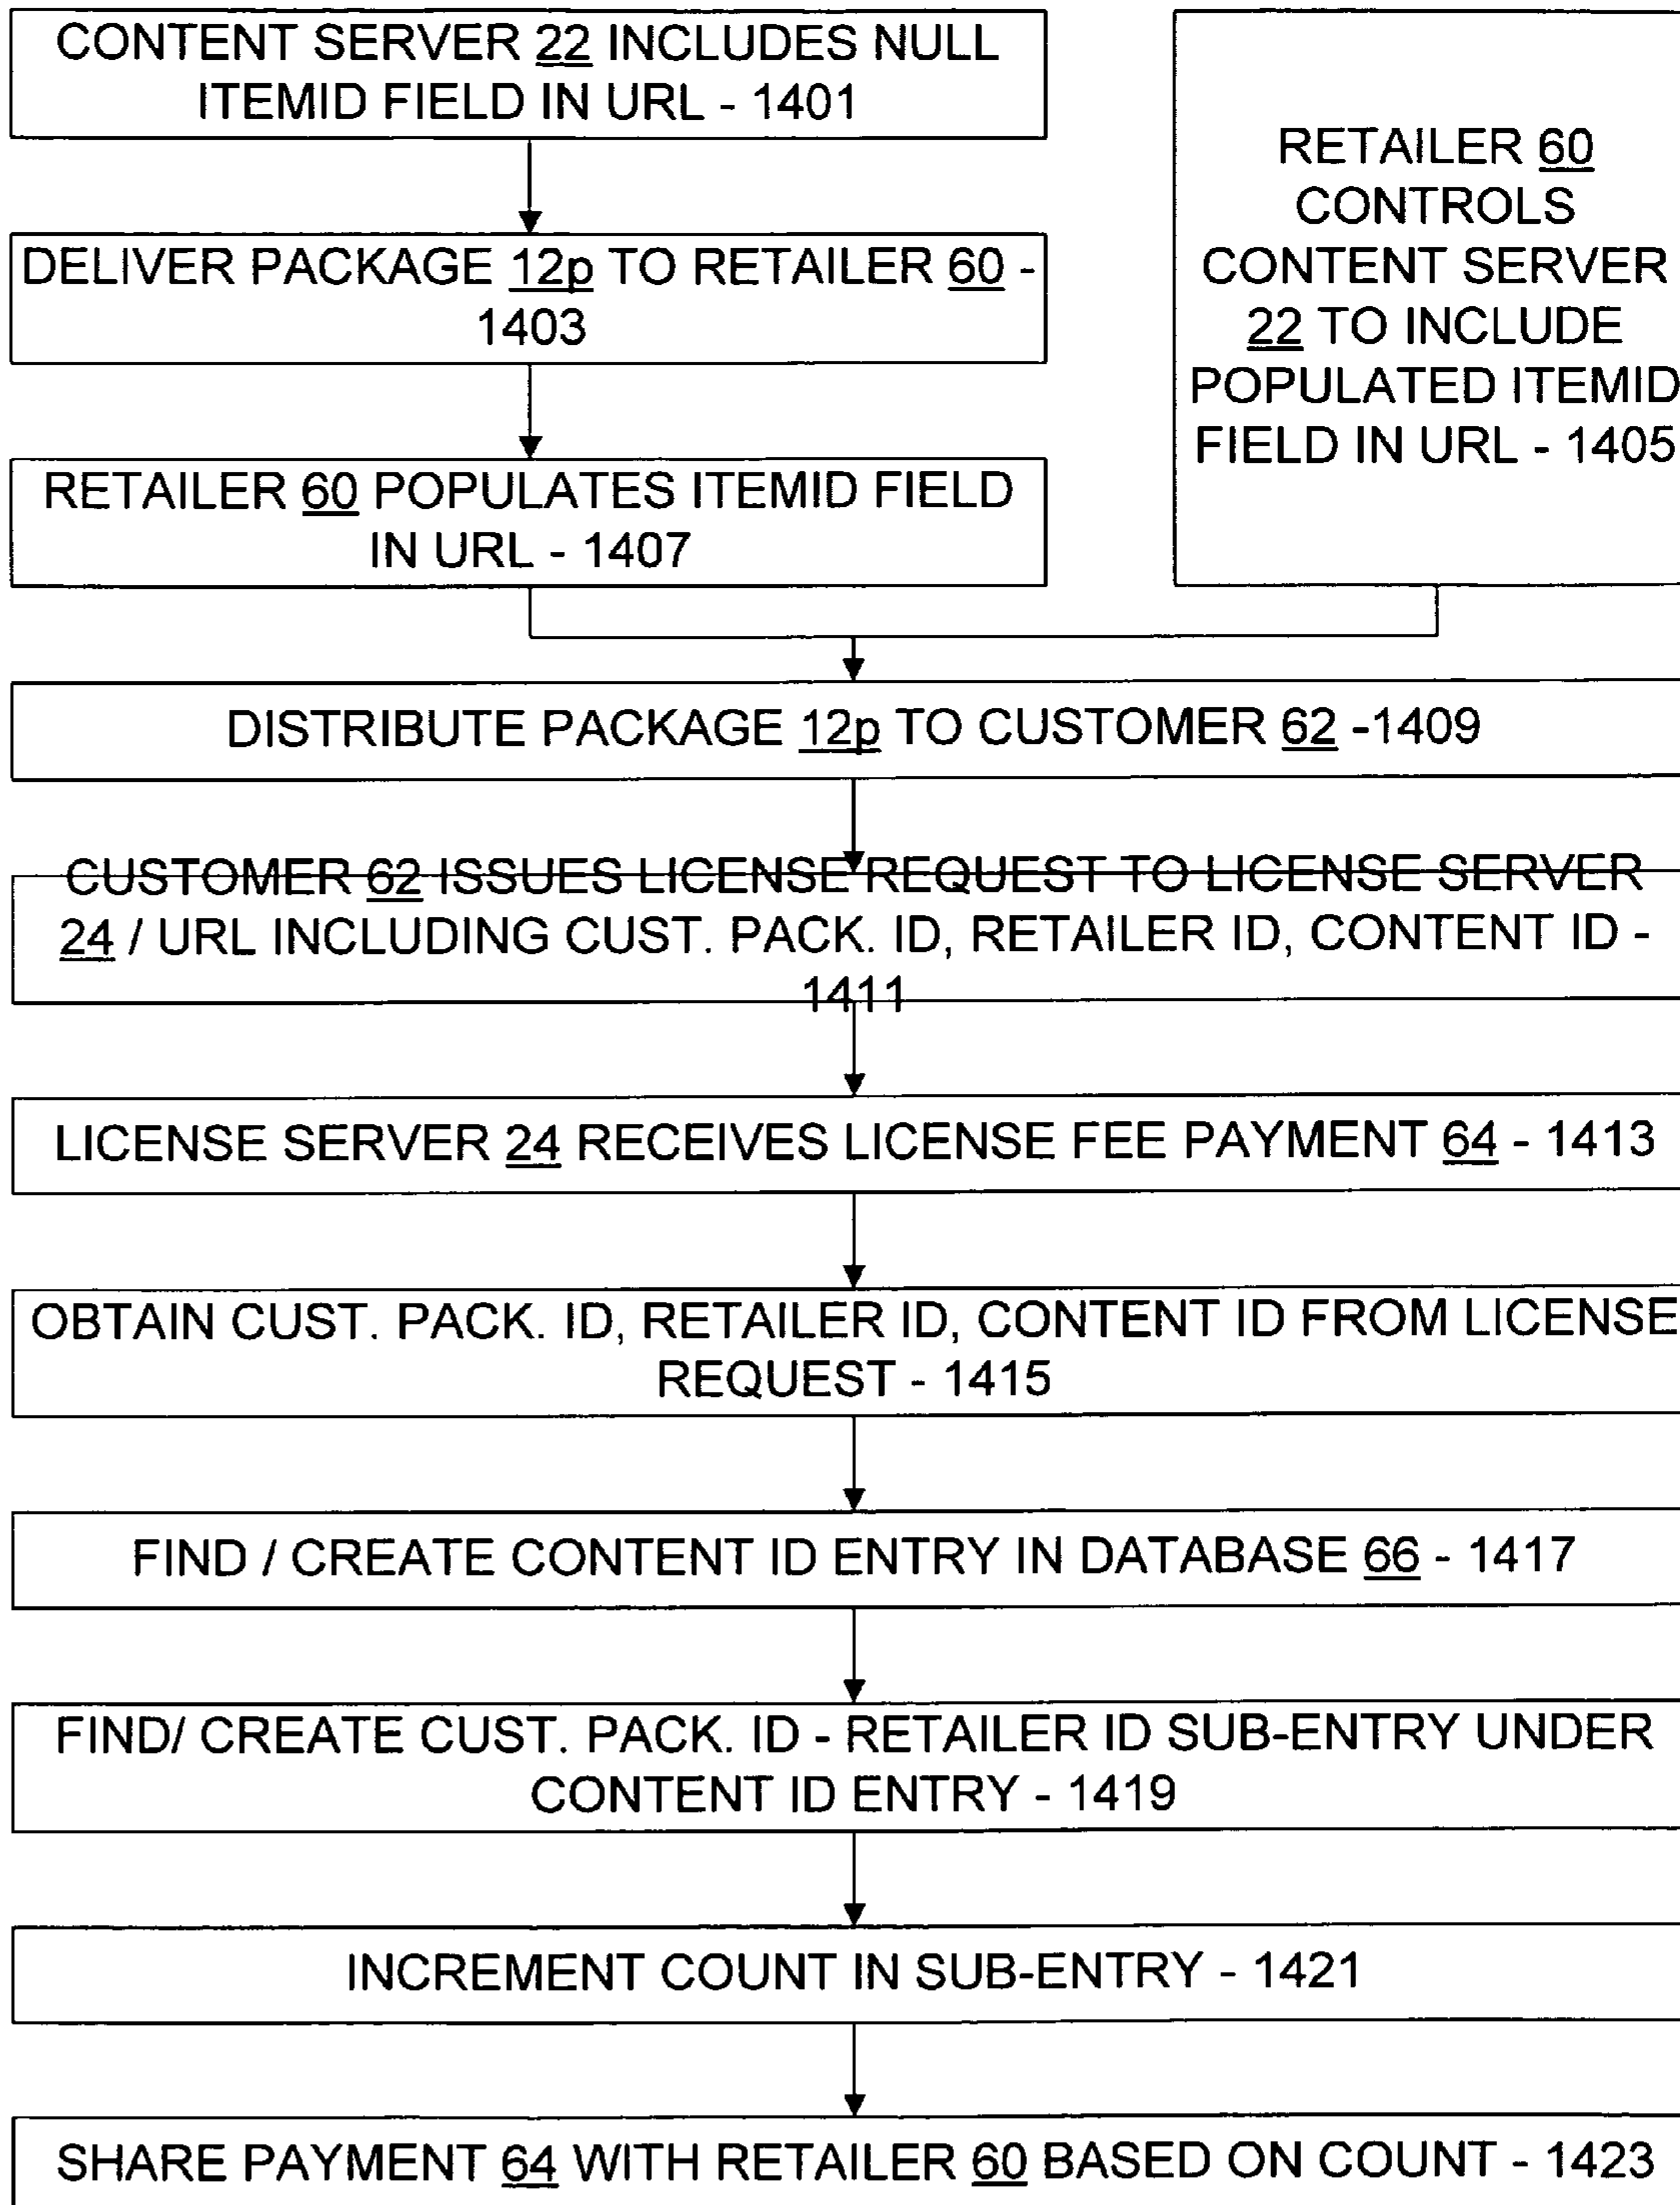 CONTENT SERVER 22 INCLUDES NULL
ITEMID FIELD IN URL - 1401
DELIVER PACKAGE 12p TO RETAILER 60 -
1403
RETAILER 60 POPULATES ITEMID FIELD
IN URL - 1407
RETAILER 60
CONTROLS
CONTENT SERVER
22 TO INCLUDE
POPULATED ITEMID
FIELD IN URL - 1405
DISTRIBUTE PACKAGE 12p TO CUSTOMER 62 -1409
CUSTOMER 62 ISSUES LICENSE REQUEST TO LICENSE SERVER
24 / URL INCLUDING CUST. PACK. ID, RETAILER ID, CONTENT ID -
1411
LICENSE SERVER 24 RECEIVES LICENSE FEE PAYMENT 64 - 1413
OBTAIN CUST. PACK. ID, RETAILER ID, CONTENT ID FROM LICENSE
REQUEST - 1415
FIND / CREATE CONTENT ID ENTRY IN DATABASE 66 - 1417
FIND/ CREATE CUST. PACK. ID - RETAILER ID SUB-ENTRY UNDER
CONTENT ID ENTRY - 1419
INCREMENT COUNT IN SUB-ENTRY - 1421
SHARE PAYMENT 64 WITH RETAILER 60 BASED ON COUNT - 1423